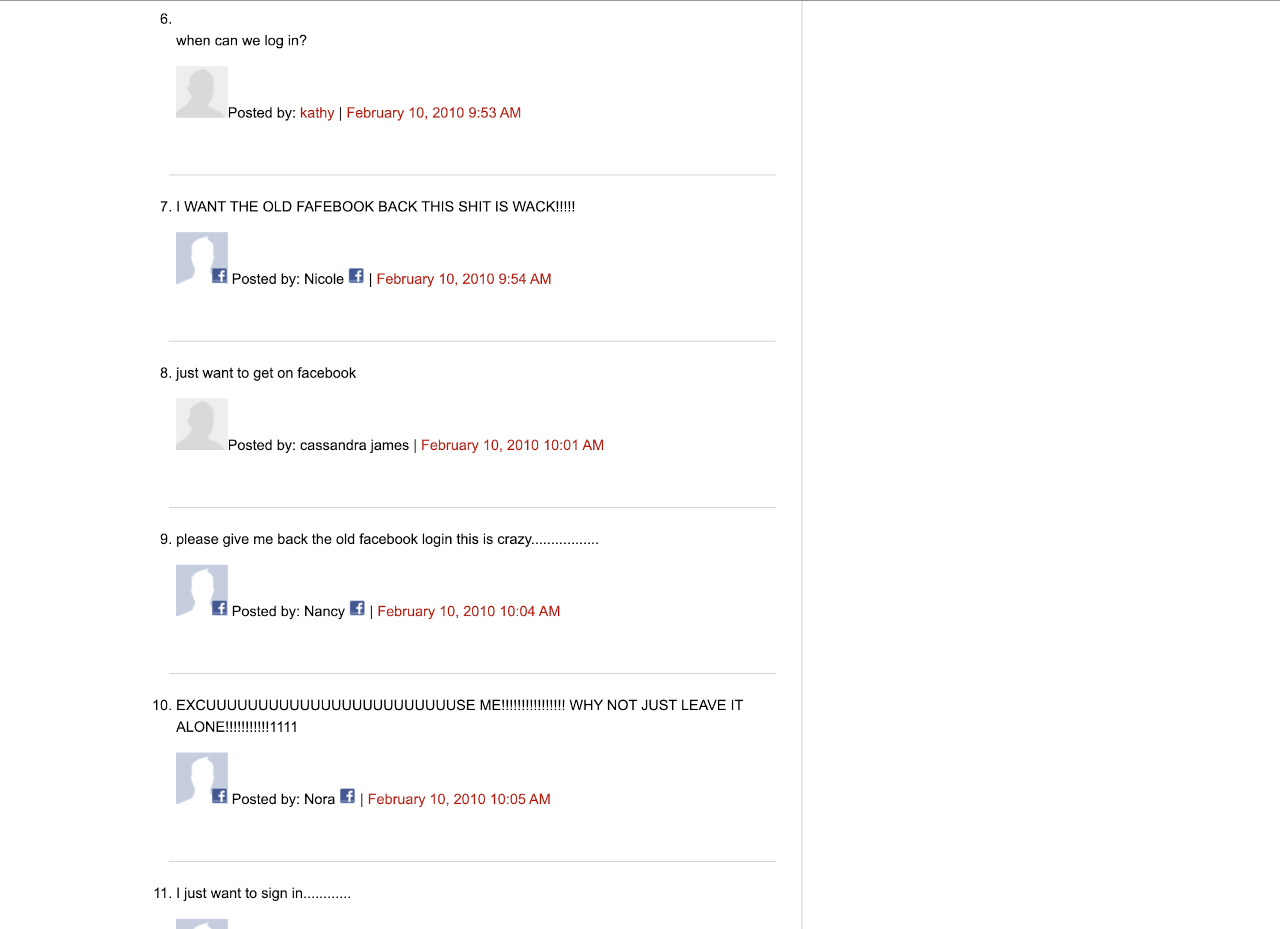 6.
when can we log in?
Posted by: kathy | February 10, 2010 9:53 AM
7. I WANT THE OLD FAFEBOOK BACK THIS SHIT IS WACK!!!!!
Posted by: Nicole | February 10, 2010 9:54 AM
8. just want to get on facebook
Posted by: cassandra james | February 10, 2010 10:01 AM
9. please give me back the old facebook login this is crazy.................
Posted by: Nancy | February 10, 2010 10:04 AM
10. EXCUUUUUUUUUUUUUUUUUUUUUUUUSE ME!!!!!!!!!!!!!!!! WHY NOT JUST LEAVE IT
ALONE!!!!!!!!!!!1111
Posted by: Nora | February 10, 2010 10:05 AM
11. I just want to sign in............